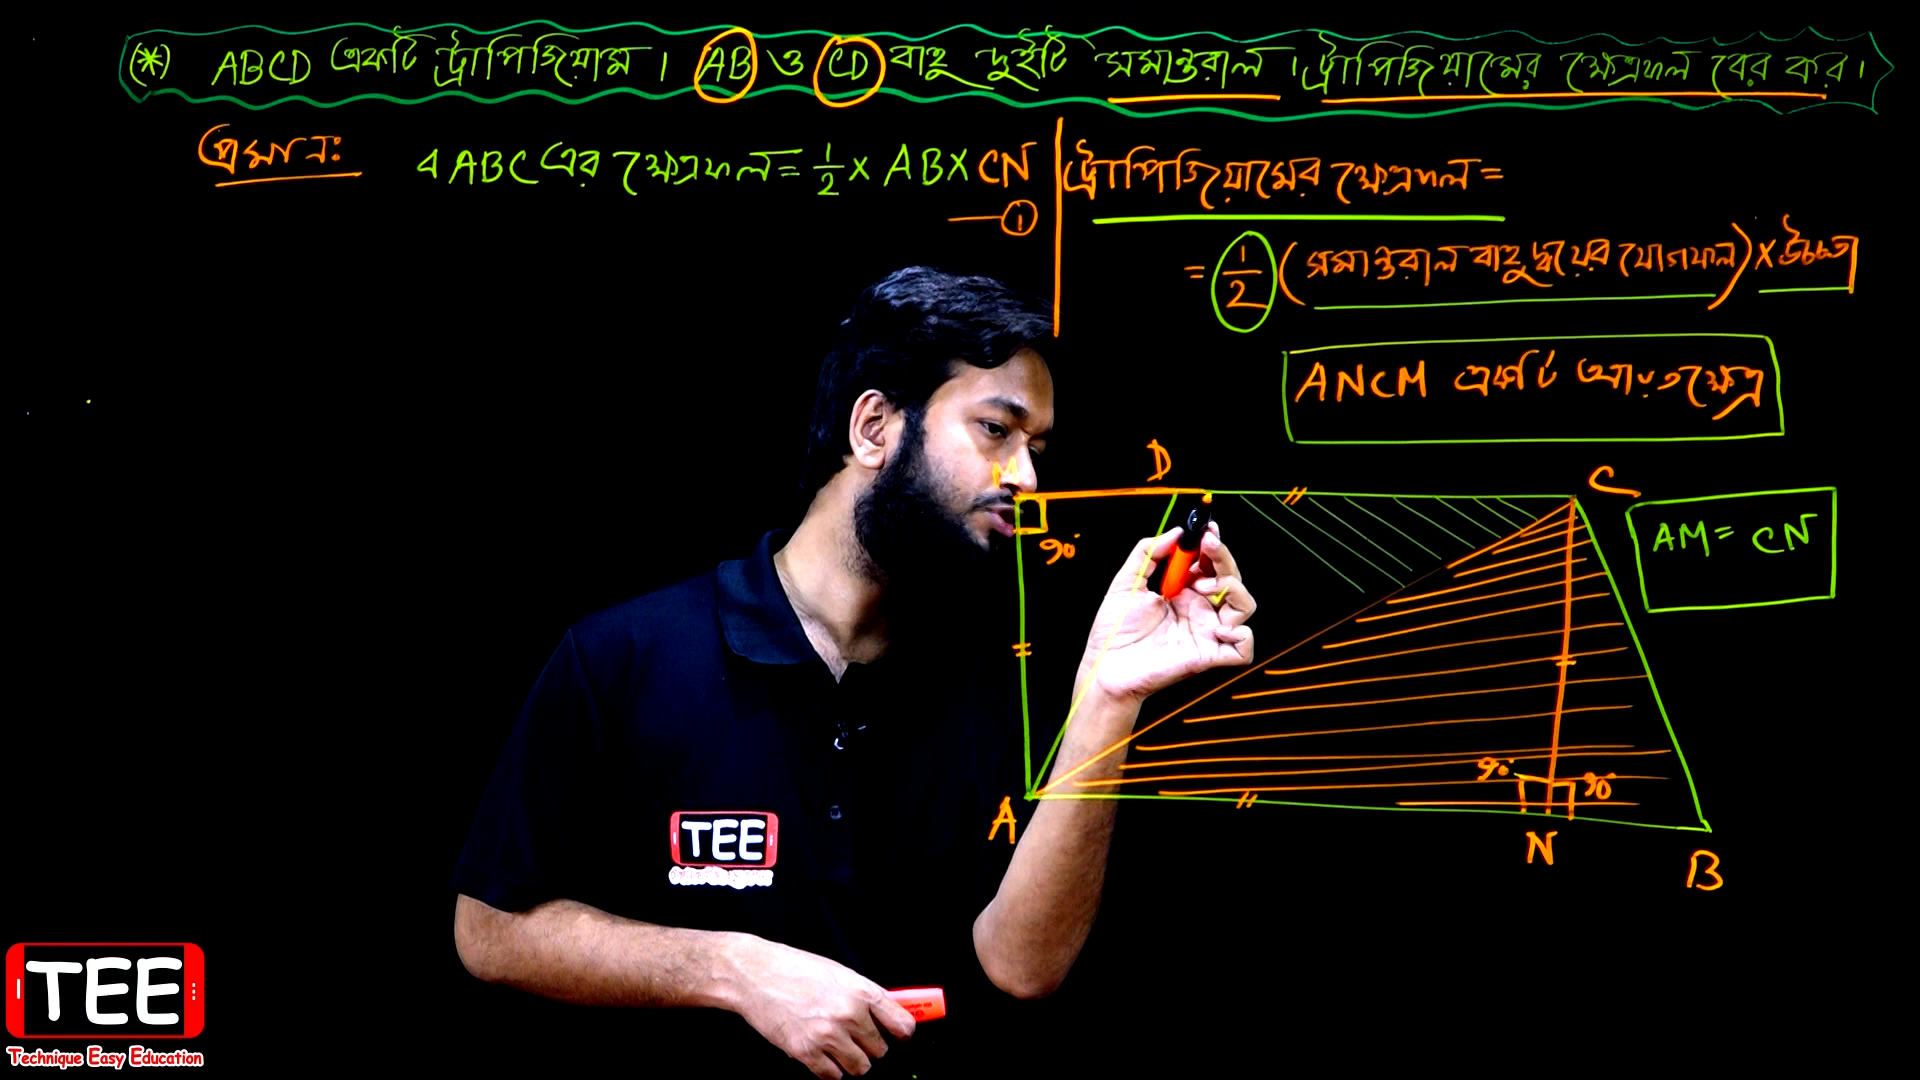 (*) ABCD একটি ট্রাপিজিয়াম। AB ও CD বাহু দুইটি সমান্তরাল। ট্রাপিজিয়ামের ক্ষেত্রফল বের কর।
প্রমানঃ
ABC এর ক্ষেত্রফল = 1/2 × AB × CN
—①
ট্রাপিজিয়ামের ক্ষেত্রফল =
= 1/2 (সমান্তরাল বাহুদ্বয়ের যোগফল) × উচ্চতা
ANCM একটি আয়তক্ষেত্র
M D C
90°
AM = CN
90° 90°
A N B
TEE
TEE
Technique Easy Education